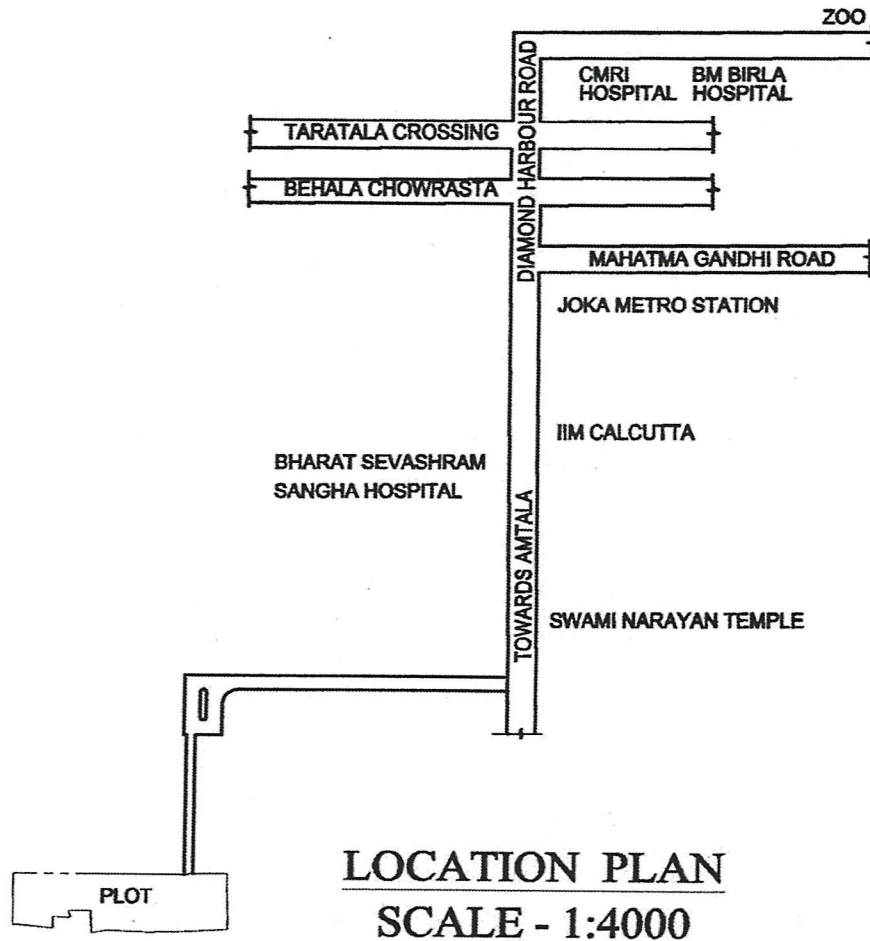 ZOO
CMRI
HOSPITAL
BM BIRLA
HOSPITAL
DIAMOND HARBOUR ROAD
TARATALA CROSSING
BEHALA CHOWRASTA
MAHATMA GANDHI ROAD
JOKA METRO STATION
IIM CALCUTTA
BHARAT SEVASHRAM
SANGHA HOSPITAL
TOWARDS AMTALA
SWAMI NARAYAN TEMPLE
PLOT
LOCATION PLAN
SCALE - 1:4000